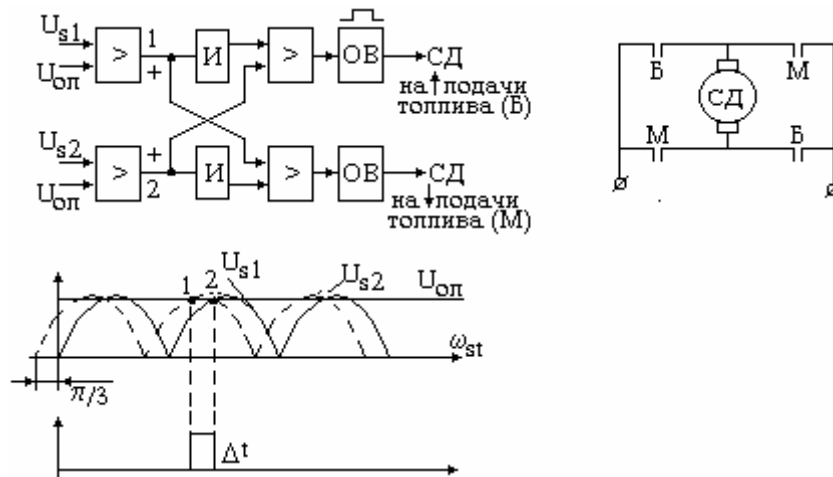 U_s1
U_оп
>
1
+
И
>
ОВ
СД
на подачи
топлива (Б)
U_s2
U_оп
>
+
2
И
>
ОВ
СД
на подачи
топлива (М)
Б
М
СД
М
Б
1
2
U_s1
U_s2
U_оп
ω_st
π/3
Δt